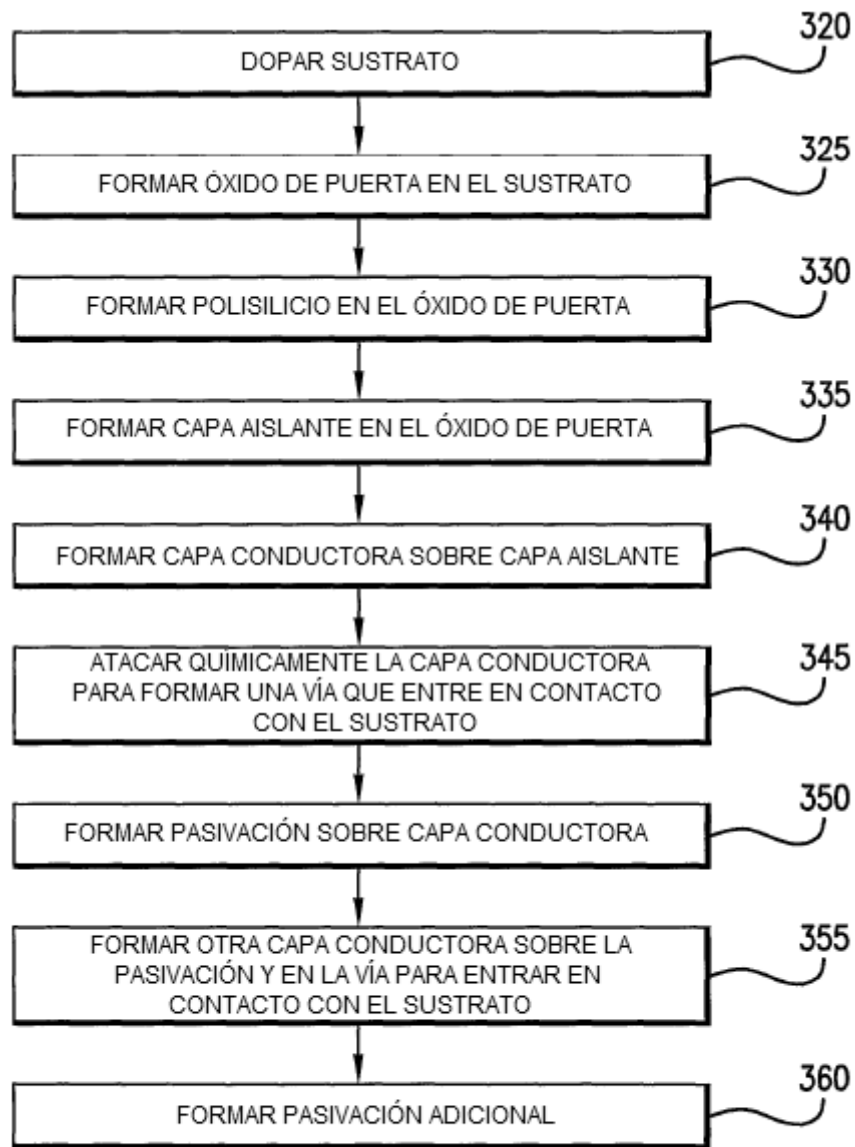 320
DOPAR SUSTRATO
325
FORMAR ÓXIDO DE PUERTA EN EL SUSTRATO
330
FORMAR POLISILICIO EN EL ÓXIDO DE PUERTA
335
FORMAR CAPA AISLANTE EN EL ÓXIDO DE PUERTA
340
FORMAR CAPA CONDUCTORA SOBRE CAPA AISLANTE
345
ATACAR QUÍMICAMENTE LA CAPA CONDUCTORA
PARA FORMAR UNA VÍA QUE ENTRE EN CONTACTO
CON EL SUSTRATO
350
FORMAR PASIVACIÓN SOBRE CAPA CONDUCTORA
355
FORMAR OTRA CAPA CONDUCTORA SOBRE LA
PASIVACIÓN Y EN LA VÍA PARA ENTRAR EN
CONTACTO CON EL SUSTRATO
360
FORMAR PASIVACIÓN ADICIONAL